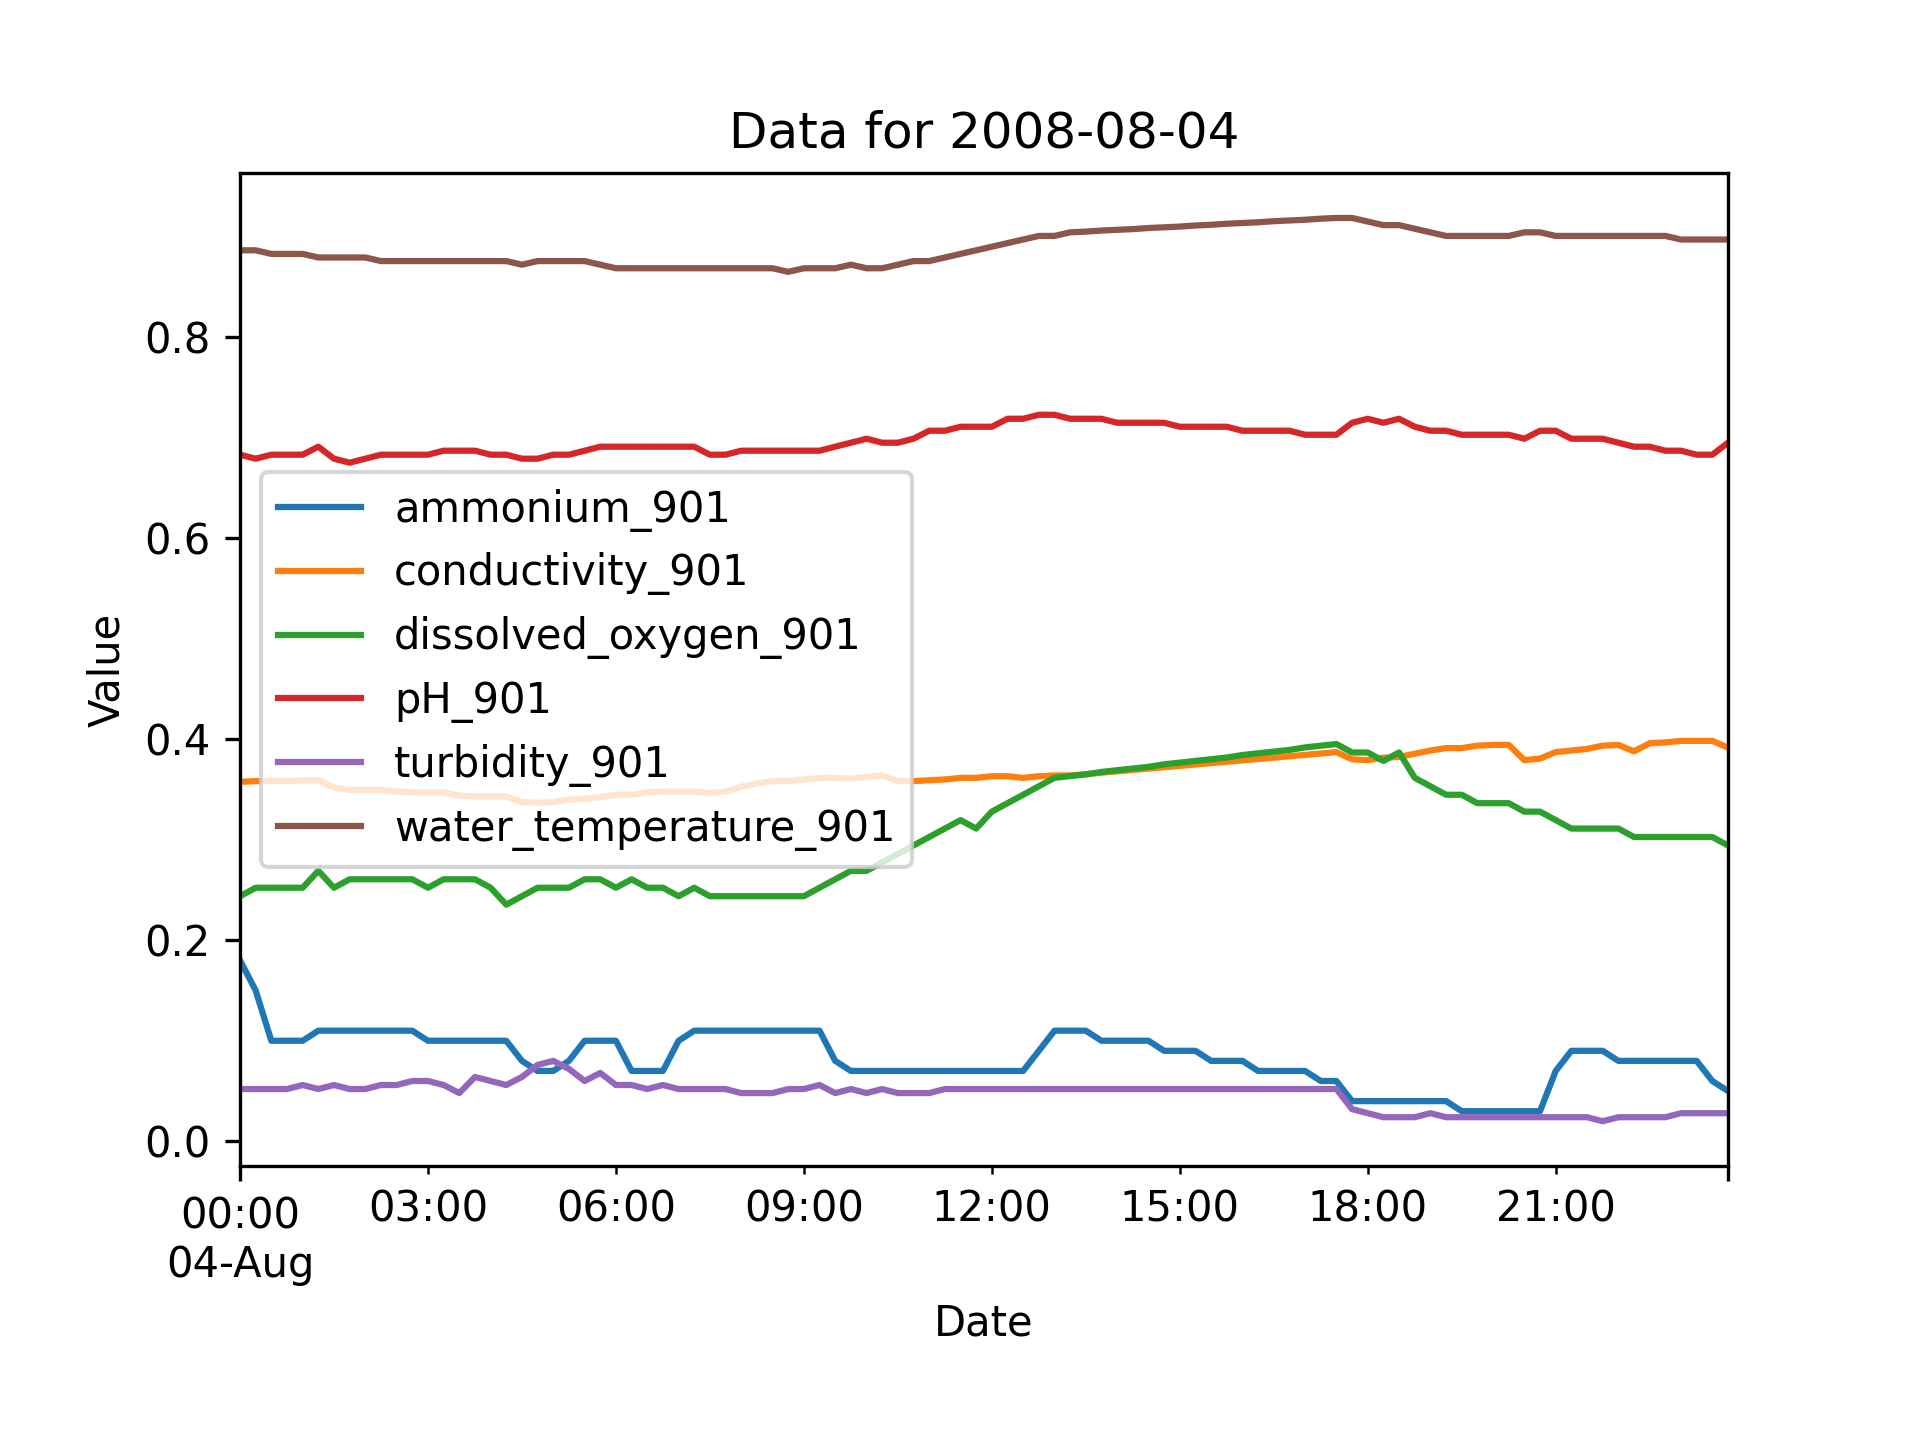 Data for 2008-08-04
Value
0.8
0.6
0.4
0.2
0.0
ammonium_901
conductivity_901
dissolved_oxygen_901
pH_901
turbidity_901
water_temperature_901
00:00 03:00 06:00 09:00 12:00 15:00 18:00 21:00
04-Aug
Date